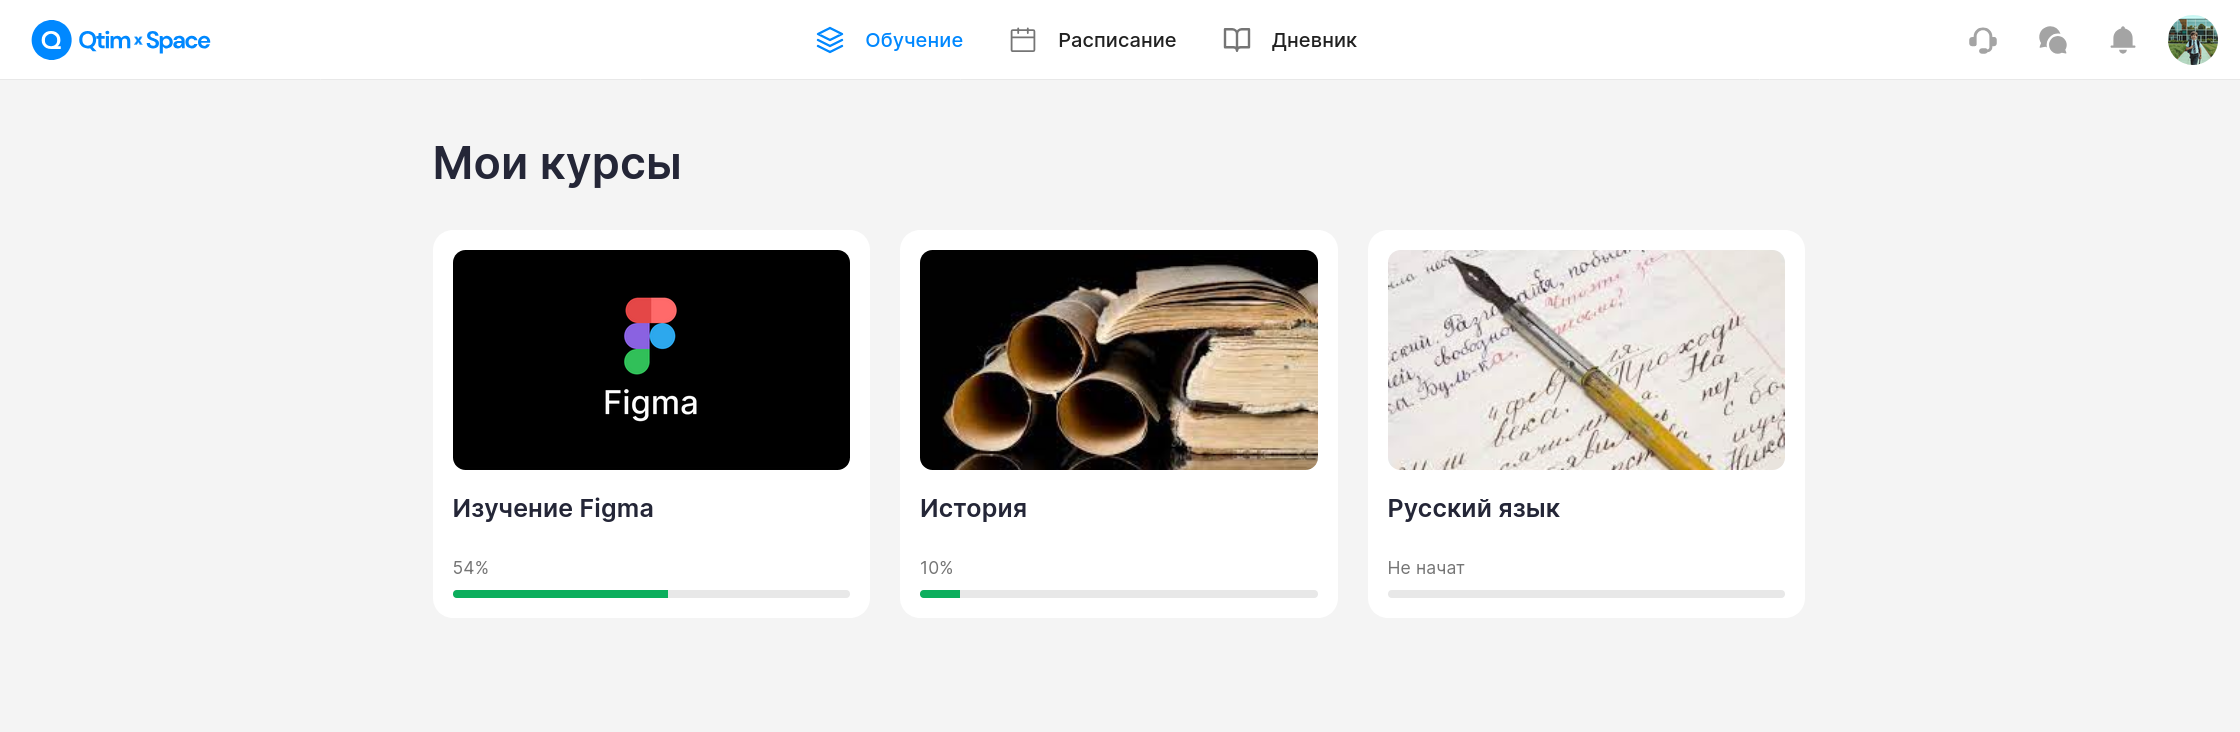 Qtim × Space
Обучение
Расписание
Дневник
Мои курсы
Figma
Изучение Figma
54%
История
10%
Русский язык
Не начат